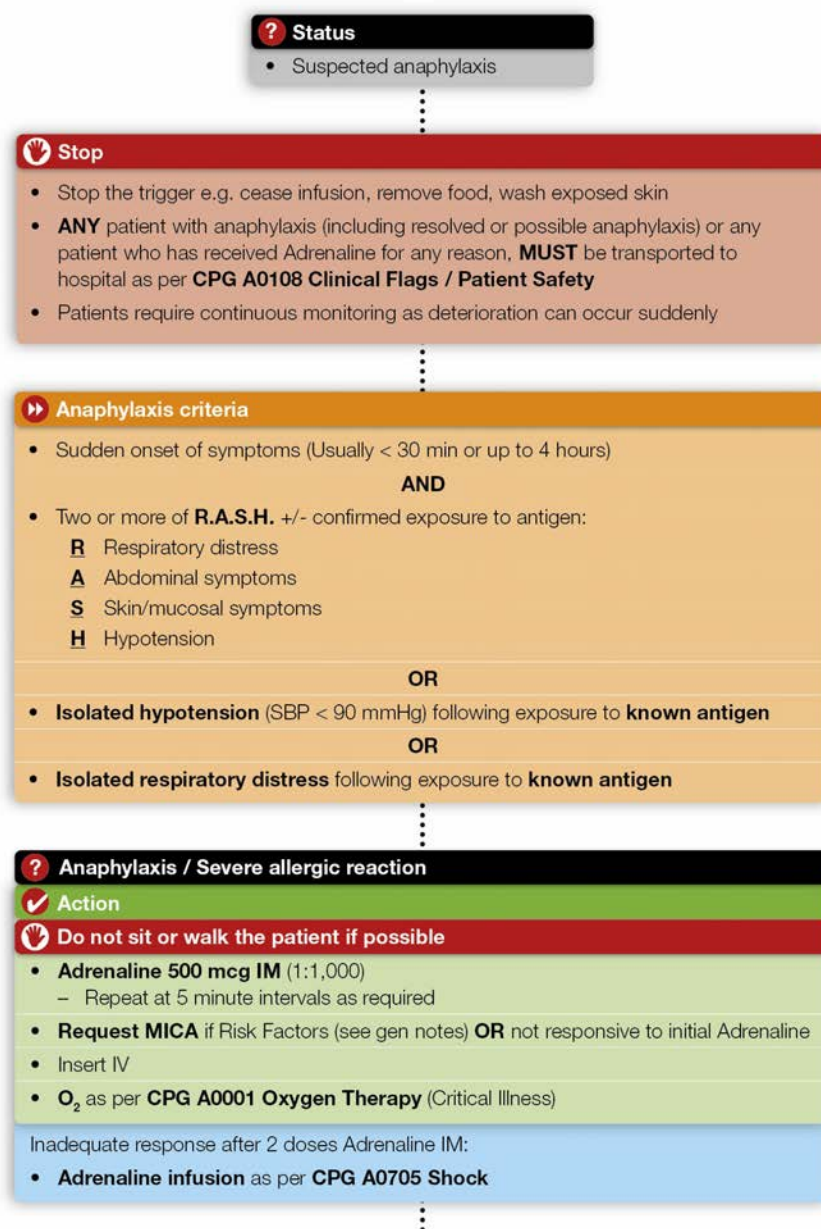 ? Status
• Suspected anaphylaxis
Stop
• Stop the trigger e.g. cease infusion, remove food, wash exposed skin
• ANY patient with anaphylaxis (including resolved or possible anaphylaxis) or any
patient who has received Adrenaline for any reason, MUST be transported to
hospital as per CPG A0108 Clinical Flags / Patient Safety
• Patients require continuous monitoring as deterioration can occur suddenly
Anaphylaxis criteria
• Sudden onset of symptoms (Usually < 30 min or up to 4 hours)
AND
• Two or more of R.A.S.H. +/- confirmed exposure to antigen:
R Respiratory distress
A Abdominal symptoms
S Skin/mucosal symptoms
H Hypotension
OR
• Isolated hypotension (SBP < 90 mmHg) following exposure to known antigen
OR
• Isolated respiratory distress following exposure to known antigen
? Anaphylaxis / Severe allergic reaction
Action
Do not sit or walk the patient if possible
• Adrenaline 500 mcg IM (1:1,000)
– Repeat at 5 minute intervals as required
• Request MICA if Risk Factors (see gen notes) OR not responsive to initial Adrenaline
• Insert IV
• O₂ as per CPG A0001 Oxygen Therapy (Critical Illness)
Inadequate response after 2 doses Adrenaline IM:
• Adrenaline infusion as per CPG A0705 Shock